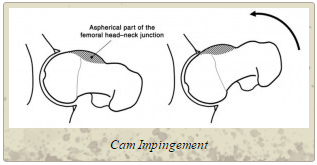 Aspherical part of the
femoral head-neck junction
Cam Impingement